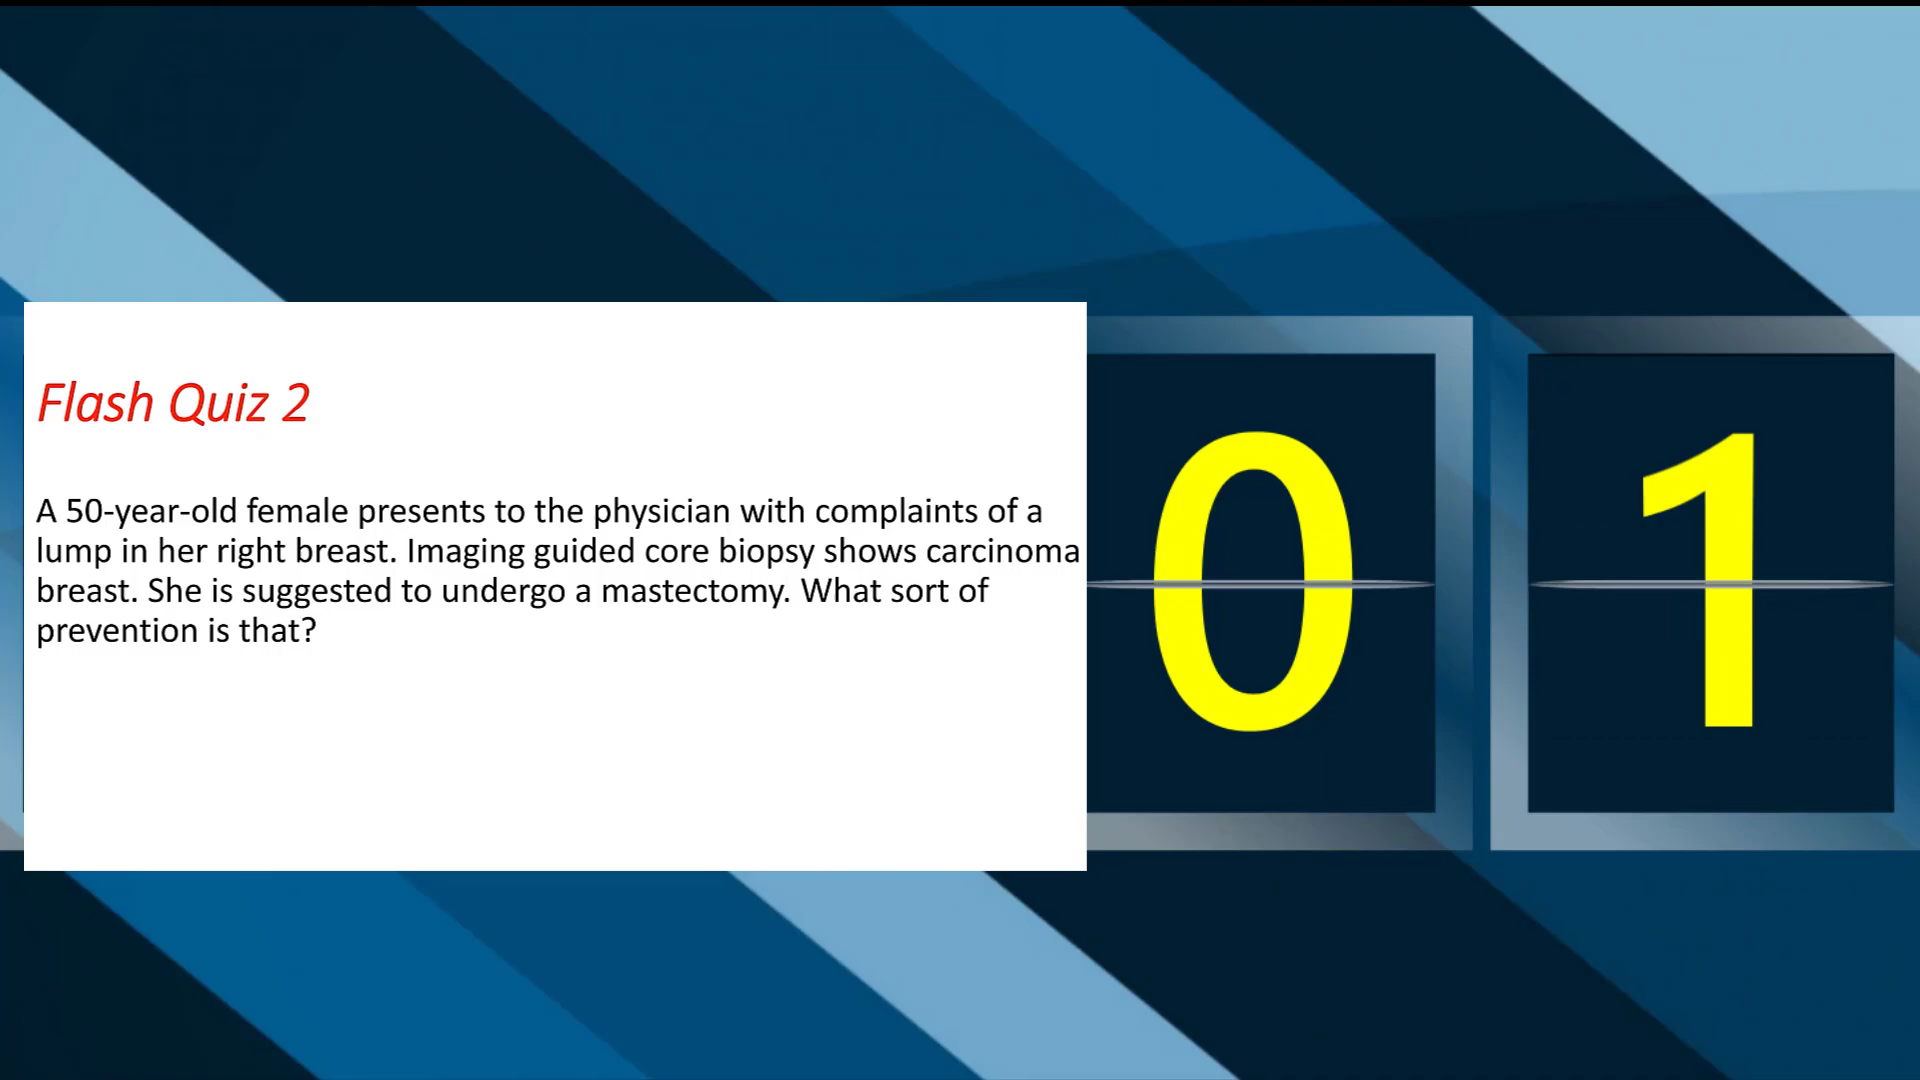 Flash Quiz 2
A 50-year-old female presents to the physician with complaints of a
lump in her right breast. Imaging guided core biopsy shows carcinoma
breast. She is suggested to undergo a mastectomy. What sort of
prevention is that?
01